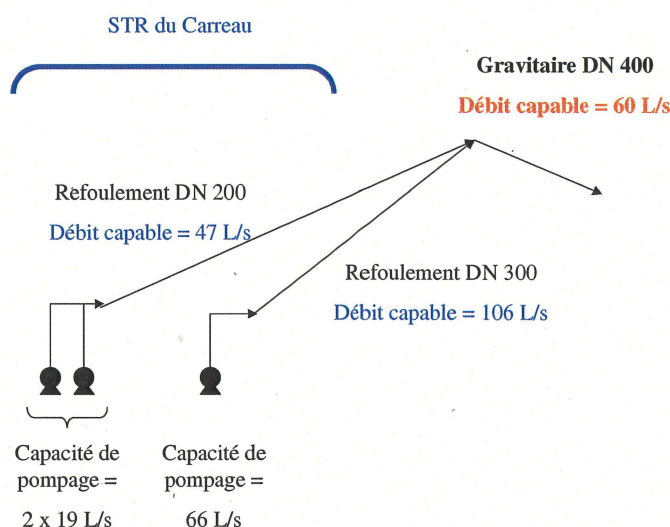 STR du Carreau
Gravitaire DN 400
Débit capable = 60 L/s
Refoulement DN 200
Débit capable = 47 L/s
Refoulement DN 300
Débit capable = 106 L/s
Capacité de
pompage =
2 x 19 L/s
Capacité de
pompage =
66 L/s